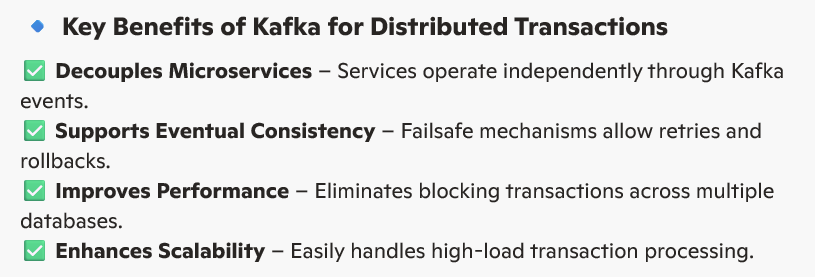 🔹 Key Benefits of Kafka for Distributed Transactions
✅ Decouples Microservices – Services operate independently through Kafka
events.
✅ Supports Eventual Consistency – Failsafe mechanisms allow retries and
rollbacks.
✅ Improves Performance – Eliminates blocking transactions across multiple
databases.
✅ Enhances Scalability – Easily handles high-load transaction processing.